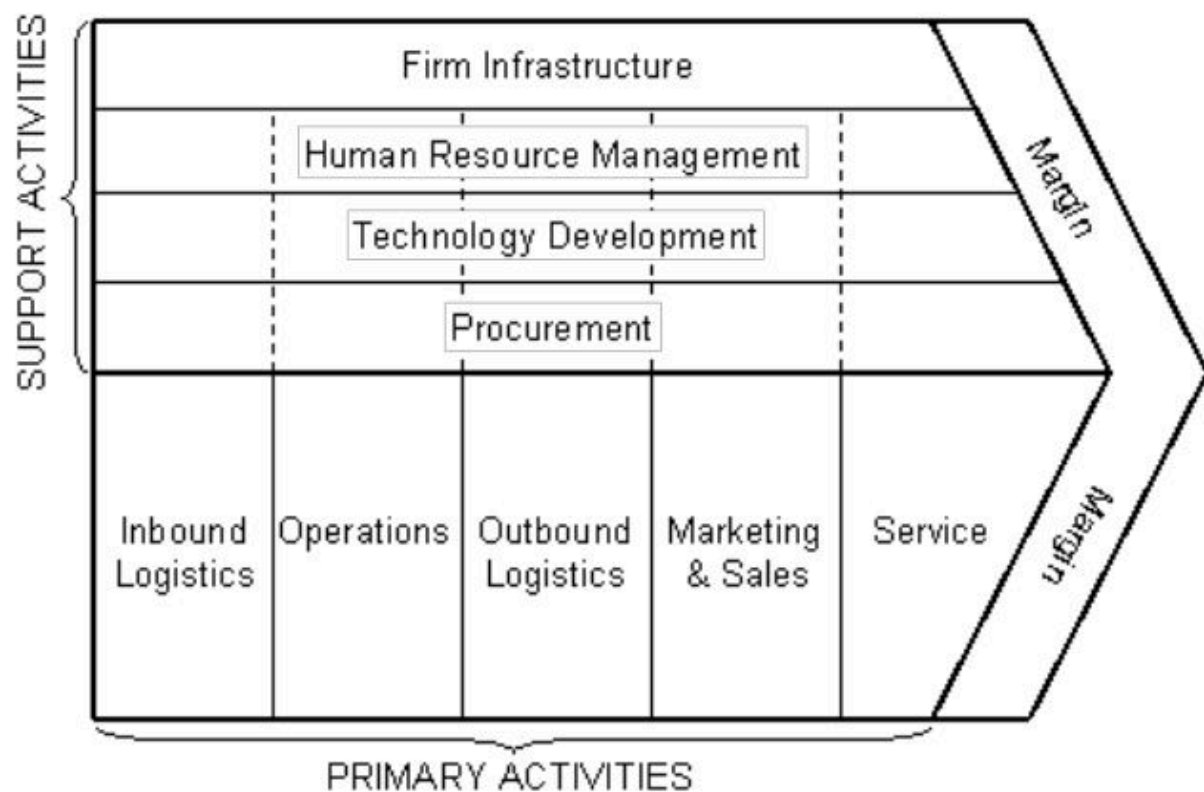 SUPPORT ACTIVITIES
Firm Infrastructure
Human Resource Management
Technology Development
Procurement
Margin
Inbound
Logistics
Operations
Outbound
Logistics
Marketing
& Sales
Service
Margin
PRIMARY ACTIVITIES